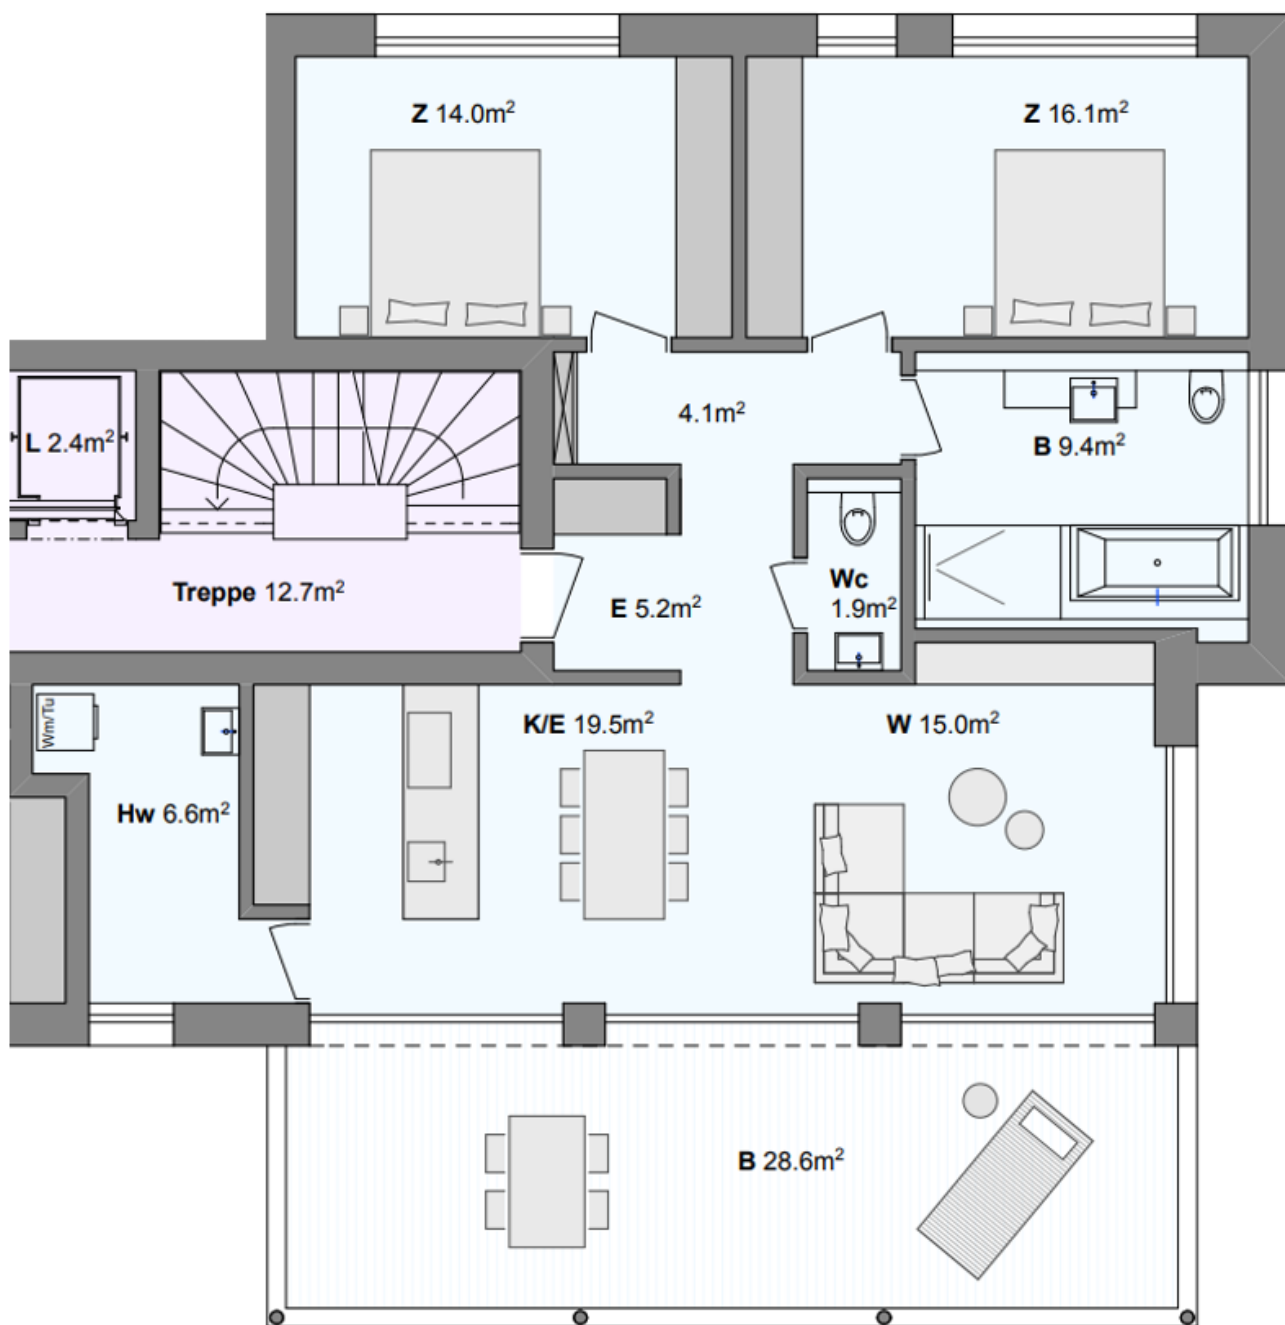 Z 14.0m²
Z 16.1m²
4.1m²
L 2.4m²
B 9.4m²
Treppe 12.7m²
E 5.2m²
Wc
1.9m²
Wm/Tu
K/E 19.5m²
W 15.0m²
Hw 6.6m²
B 28.6m²